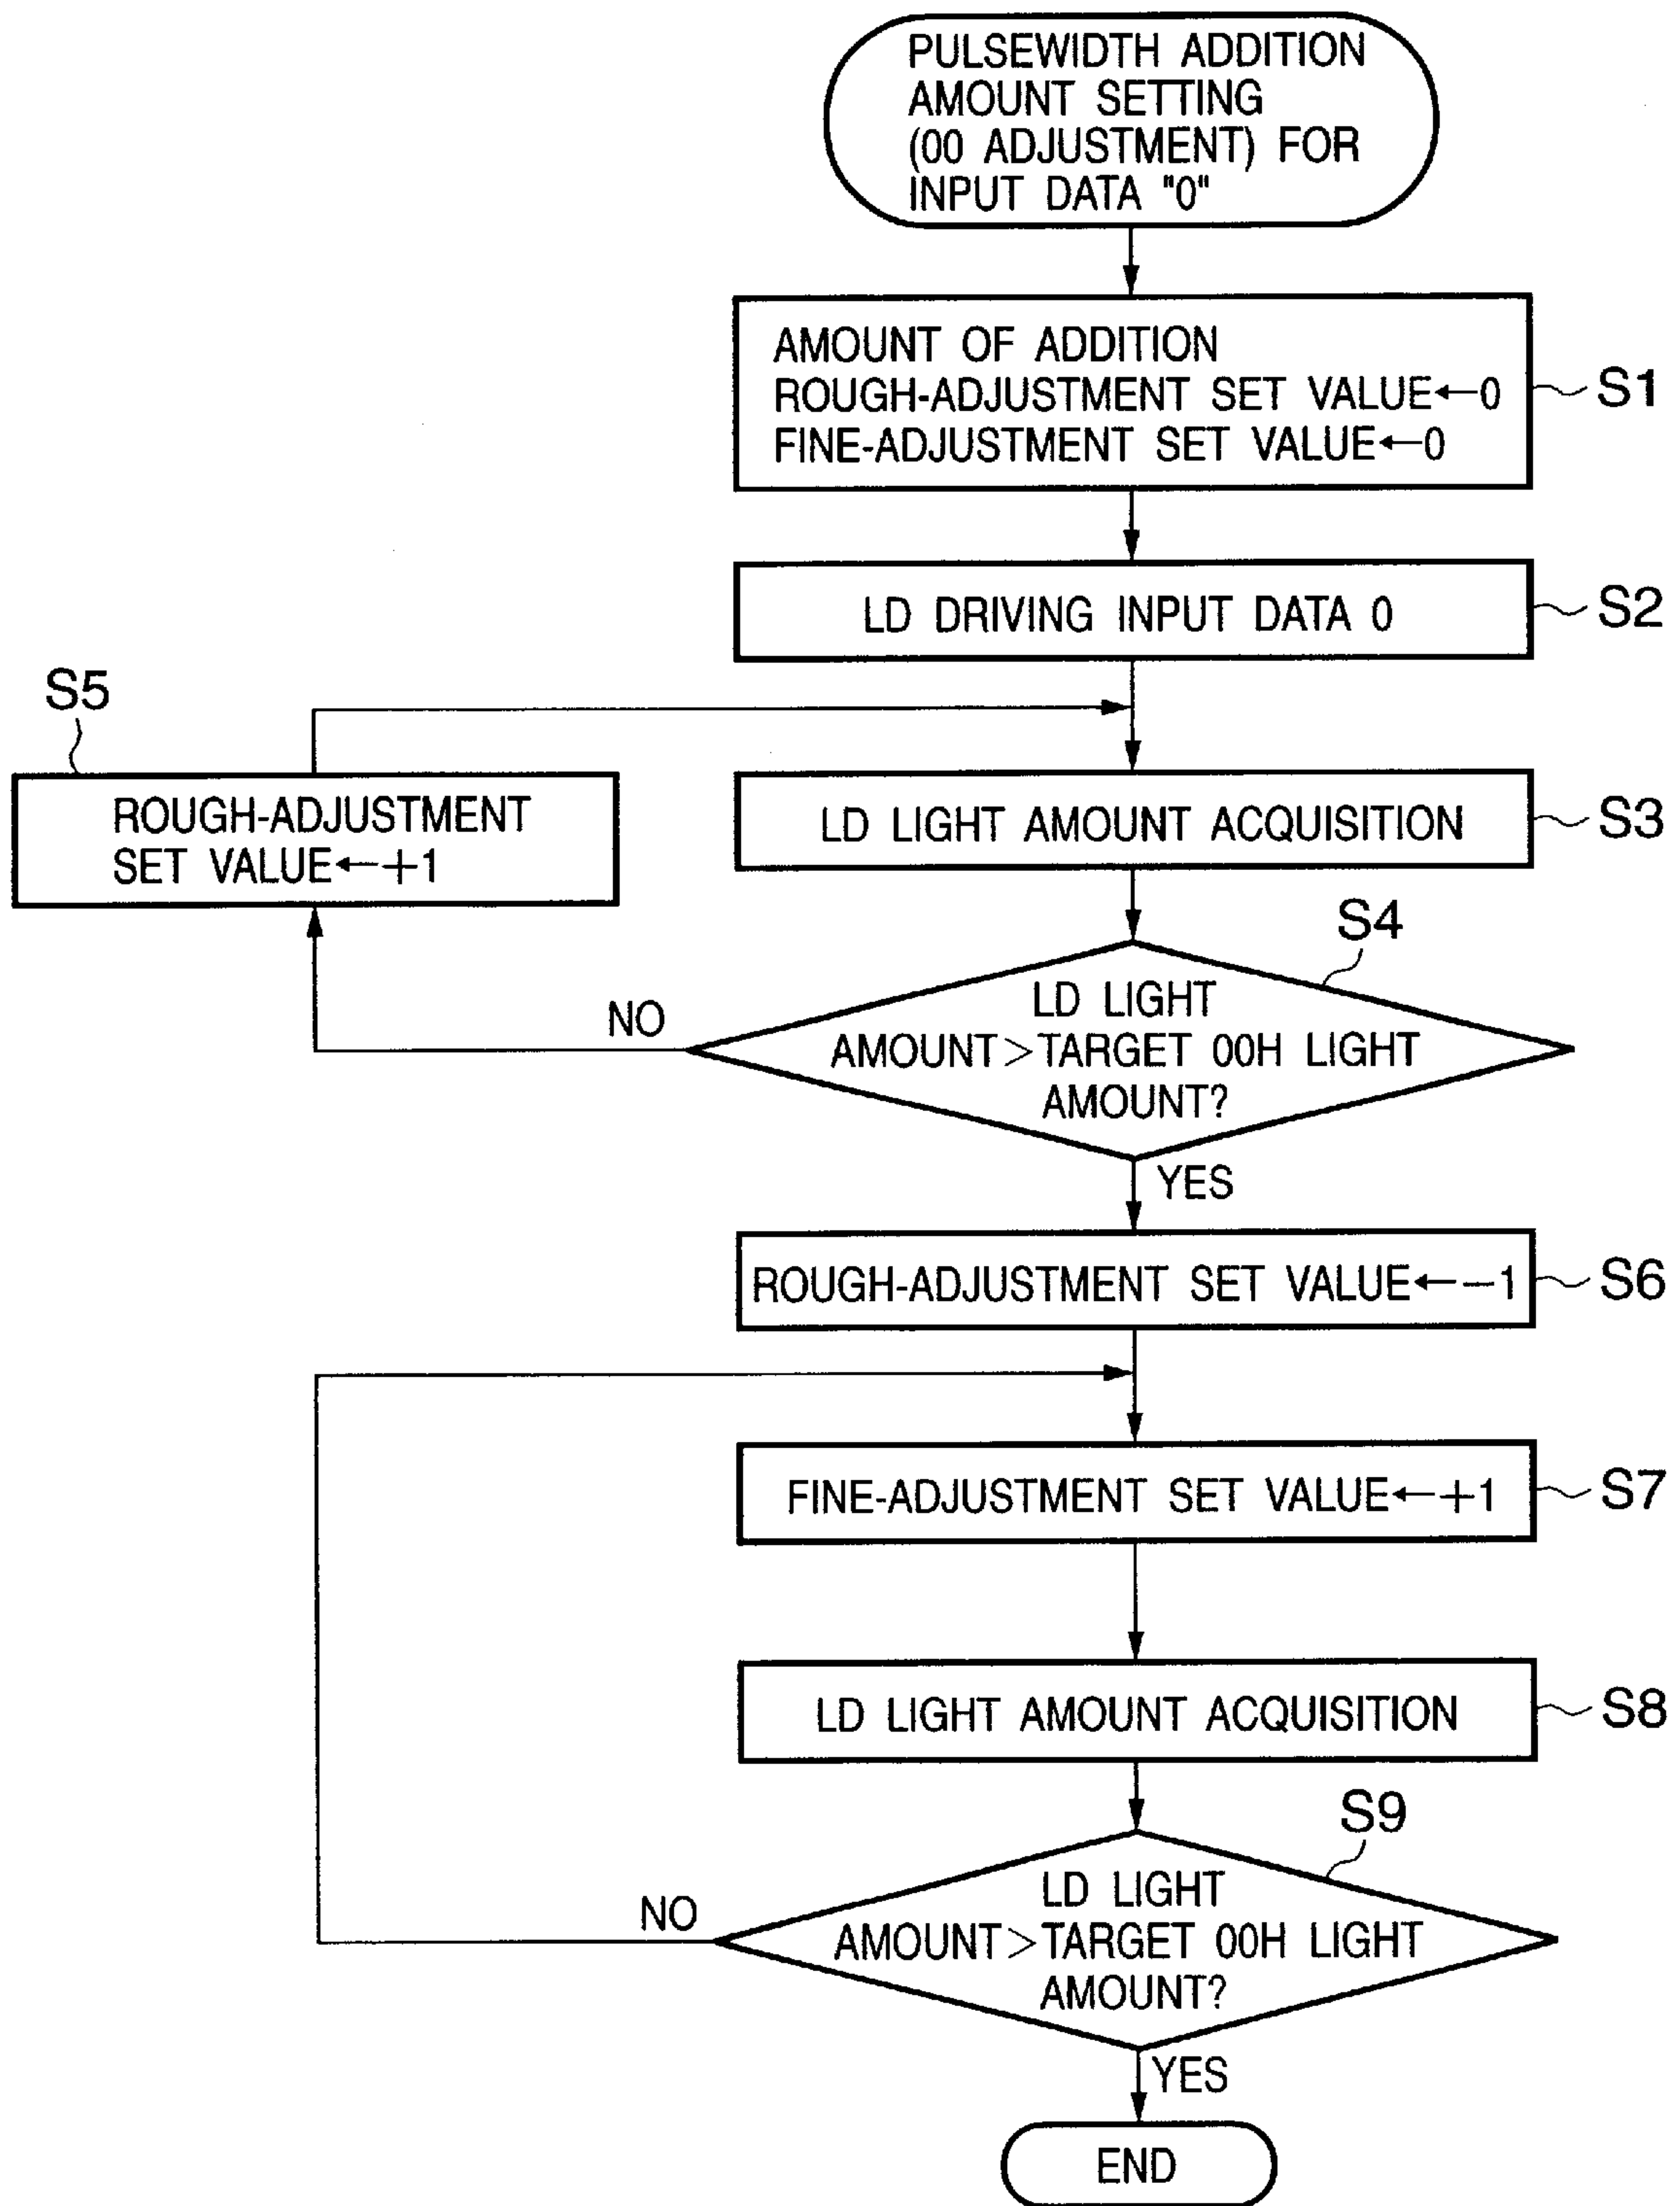 PULSEWIDTH ADDITION
AMOUNT SETTING
(00 ADJUSTMENT) FOR
INPUT DATA "0"
AMOUNT OF ADDITION
ROUGH-ADJUSTMENT SET VALUE←0
FINE-ADJUSTMENT SET VALUE←0
S1
LD DRIVING INPUT DATA 0
S2
S5
ROUGH-ADJUSTMENT
SET VALUE←+1
LD LIGHT AMOUNT ACQUISITION
S3
S4
LD LIGHT
AMOUNT>TARGET 00H LIGHT
AMOUNT?
NO
YES
ROUGH-ADJUSTMENT SET VALUE←−1
S6
FINE-ADJUSTMENT SET VALUE←+1
S7
LD LIGHT AMOUNT ACQUISITION
S8
S9
LD LIGHT
AMOUNT>TARGET 00H LIGHT
AMOUNT?
NO
YES
END